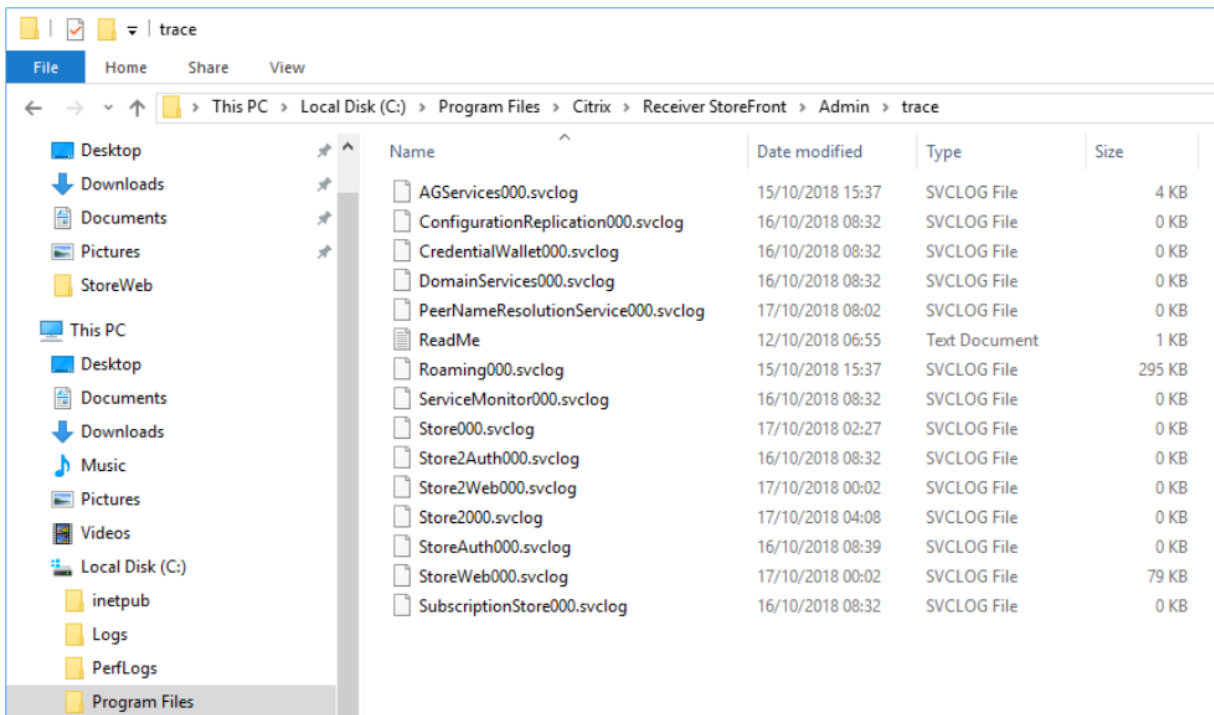 trace
File Home Share View
This PC > Local Disk (C:) > Program Files > Citrix > Receiver StoreFront > Admin > trace
Desktop
Downloads
Documents
Pictures
StoreWeb
This PC
Desktop
Documents
Downloads
Music
Pictures
Videos
Local Disk (C:)
inetpub
Logs
PerfLogs
Program Files
Name Date modified Type Size
AGServices000.svclog 15/10/2018 15:37 SVCLOG File 4 KB
ConfigurationReplication000.svclog 16/10/2018 08:32 SVCLOG File 0 KB
CredentialWallet000.svclog 16/10/2018 08:32 SVCLOG File 0 KB
DomainServices000.svclog 16/10/2018 08:32 SVCLOG File 0 KB
PeerNameResolutionService000.svclog 17/10/2018 08:02 SVCLOG File 0 KB
ReadMe 12/10/2018 06:55 Text Document 1 KB
Roaming000.svclog 15/10/2018 15:37 SVCLOG File 295 KB
ServiceMonitor000.svclog 16/10/2018 08:32 SVCLOG File 0 KB
Store000.svclog 17/10/2018 02:27 SVCLOG File 0 KB
Store2Auth000.svclog 16/10/2018 08:32 SVCLOG File 0 KB
Store2Web000.svclog 17/10/2018 00:02 SVCLOG File 0 KB
Store2000.svclog 17/10/2018 04:08 SVCLOG File 0 KB
StoreAuth000.svclog 16/10/2018 08:39 SVCLOG File 0 KB
StoreWeb000.svclog 17/10/2018 00:02 SVCLOG File 79 KB
SubscriptionStore000.svclog 16/10/2018 08:32 SVCLOG File 0 KB